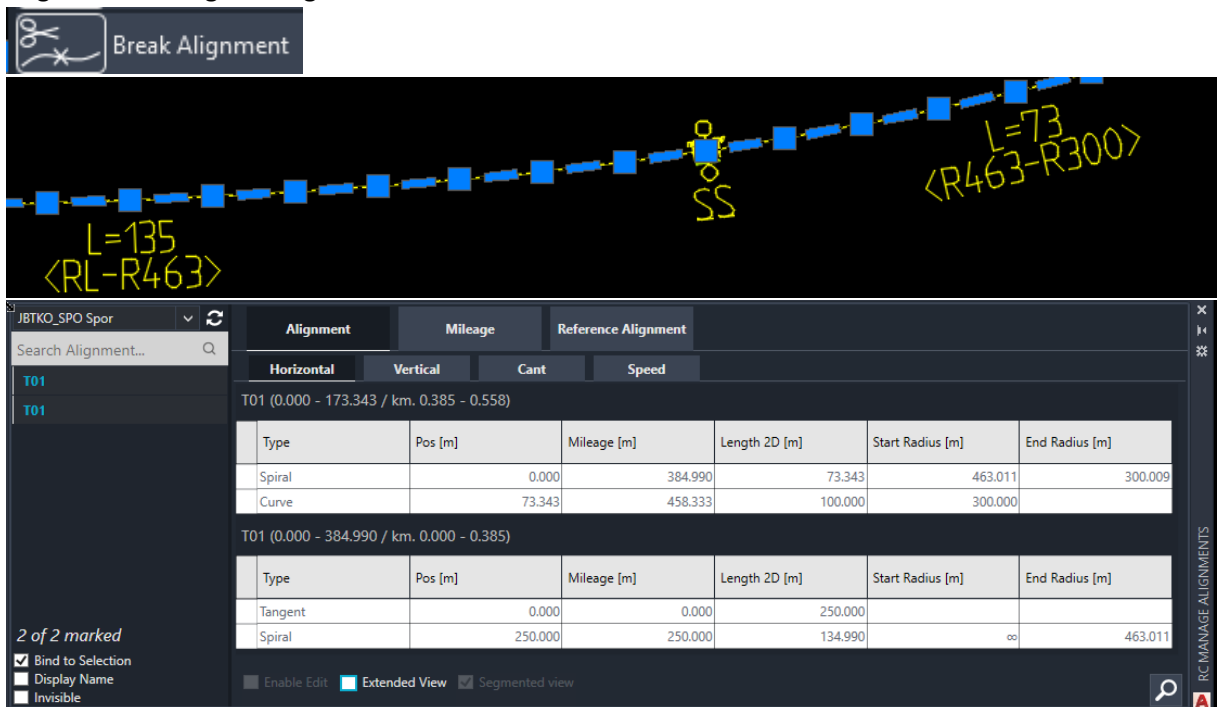 Break Alignment
L=135
<RL-R463>
SS
L=73
<R463-R300>
JBTKO_SPO Spor
Search Alignment...
T01
T01
2 of 2 marked
Bind to Selection
Display Name
Invisible
Alignment Mileage Reference Alignment
Horizontal Vertical Cant Speed
T01 (0.000 - 173.343 / km. 0.385 - 0.558)
Type Pos [m] Mileage [m] Length 2D [m] Start Radius [m] End Radius [m]
Spiral 0.000 384.990 73.343 463.011 300.009
Curve 73.343 458.333 100.000 300.000
T01 (0.000 - 384.990 / km. 0.000 - 0.385)
Type Pos [m] Mileage [m] Length 2D [m] Start Radius [m] End Radius [m]
Tangent 0.000 0.000 250.000
Spiral 250.000 250.000 134.990 ∞ 463.011
Enable Edit Extended View Segmented view
RC MANAGE ALIGNMENTS